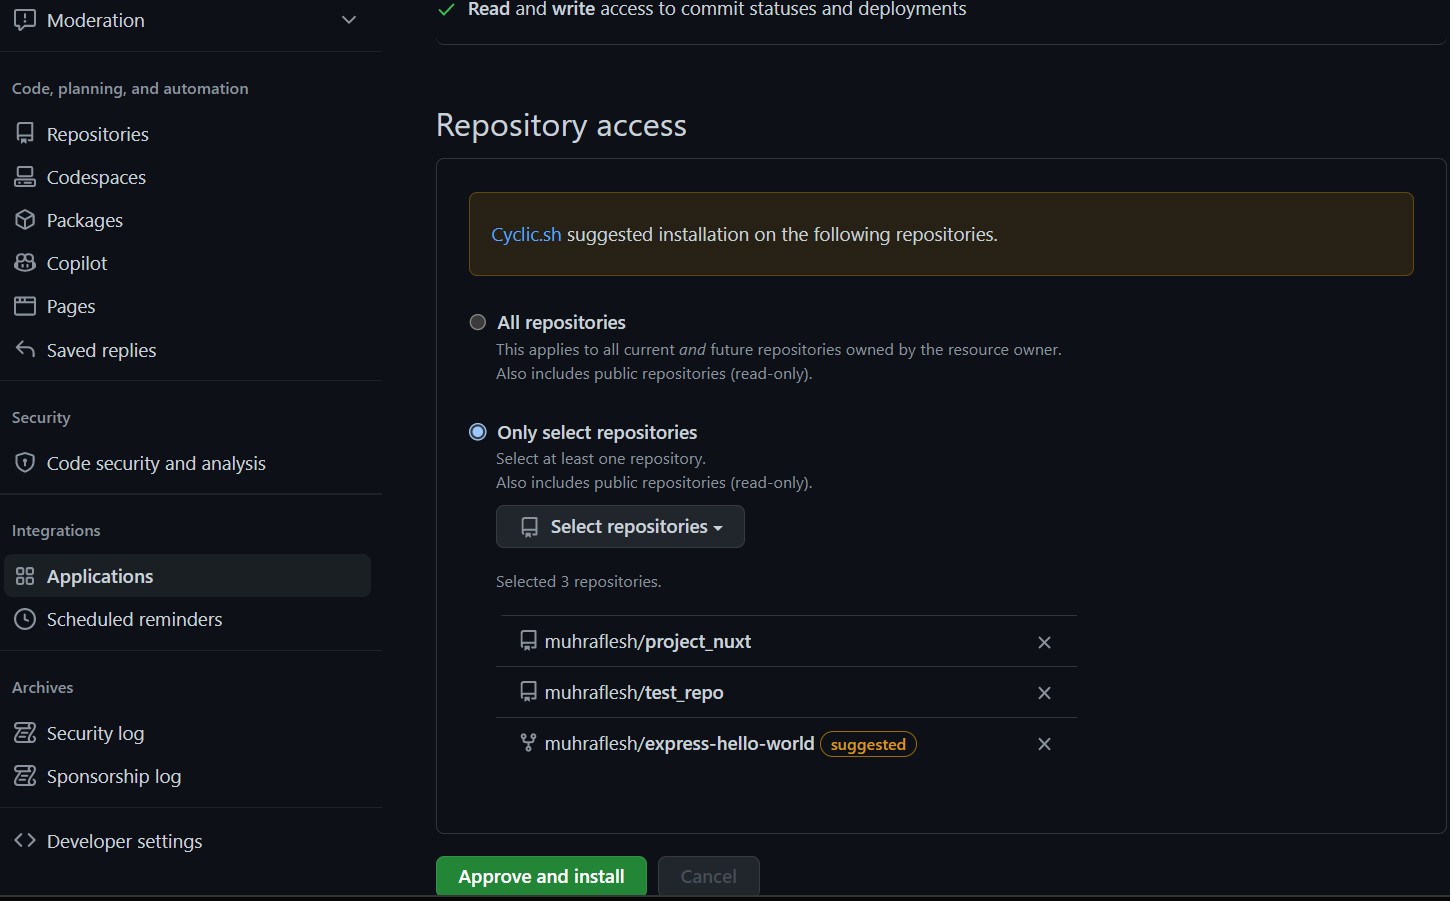 Moderation
Code, planning, and automation
Repositories
Codespaces
Packages
Copilot
Pages
Saved replies
Security
Code security and analysis
Integrations
Applications
Scheduled reminders
Archives
Security log
Sponsorship log
Developer settings
Read and write access to commit statuses and deployments
Repository access
Cyclic.sh suggested installation on the following repositories.
All repositories
This applies to all current and future repositories owned by the resource owner.
Also includes public repositories (read-only).
Only select repositories
Select at least one repository.
Also includes public repositories (read-only).
Select repositories
Selected 3 repositories.
muhraflesh/project_nuxt
muhraflesh/test_repo
muhraflesh/express-hello-world suggested
Approve and install Cancel